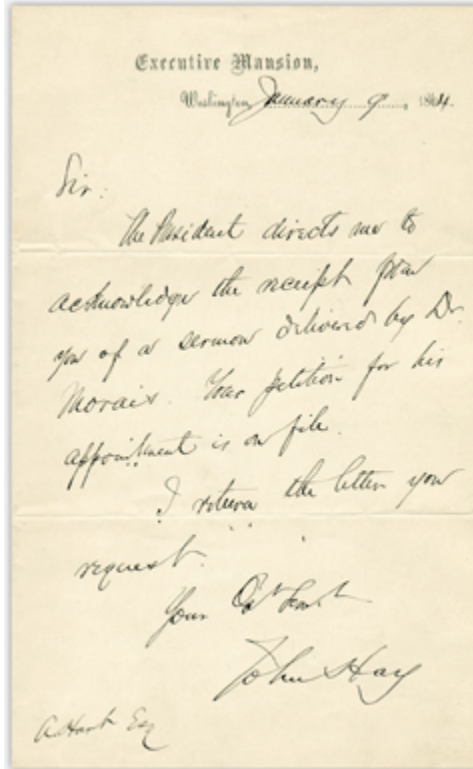 Executive Mansion,
Washington, January 9, 1864.
Sir:
The President directs me to
acknowledge the receipt from
you of a sermon delivered by Dr.
Morais. Your petition for his
appointment is on file.
I return the letter you
request.
Your Obt Servt
John Hay
A Hart Esq